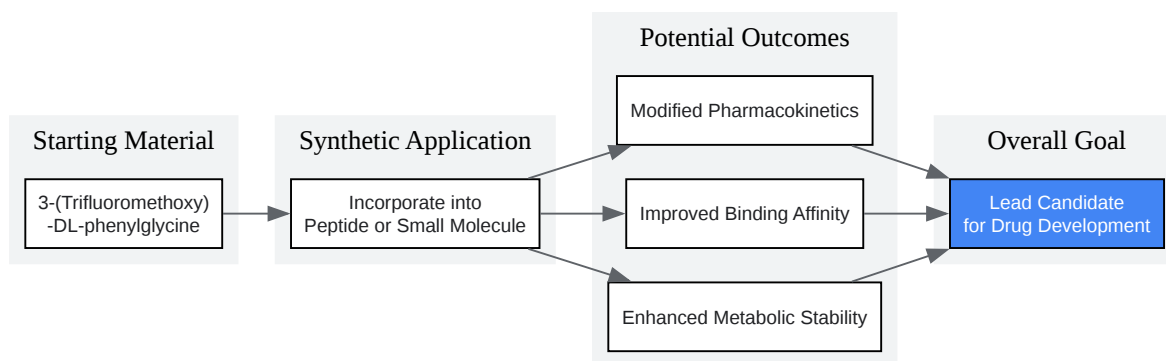 Starting Material
3-(Trifluoromethoxy)
-DL-phenylglycine
Synthetic Application
Incorporate into
Peptide or Small Molecule
Potential Outcomes
Modified Pharmacokinetics
Improved Binding Affinity
Enhanced Metabolic Stability
Overall Goal
Lead Candidate
for Drug Development